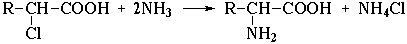 R–CH–COOH + 2NH₃ ⟶ R–CH–COOH + NH₄Cl
Cl NH₂